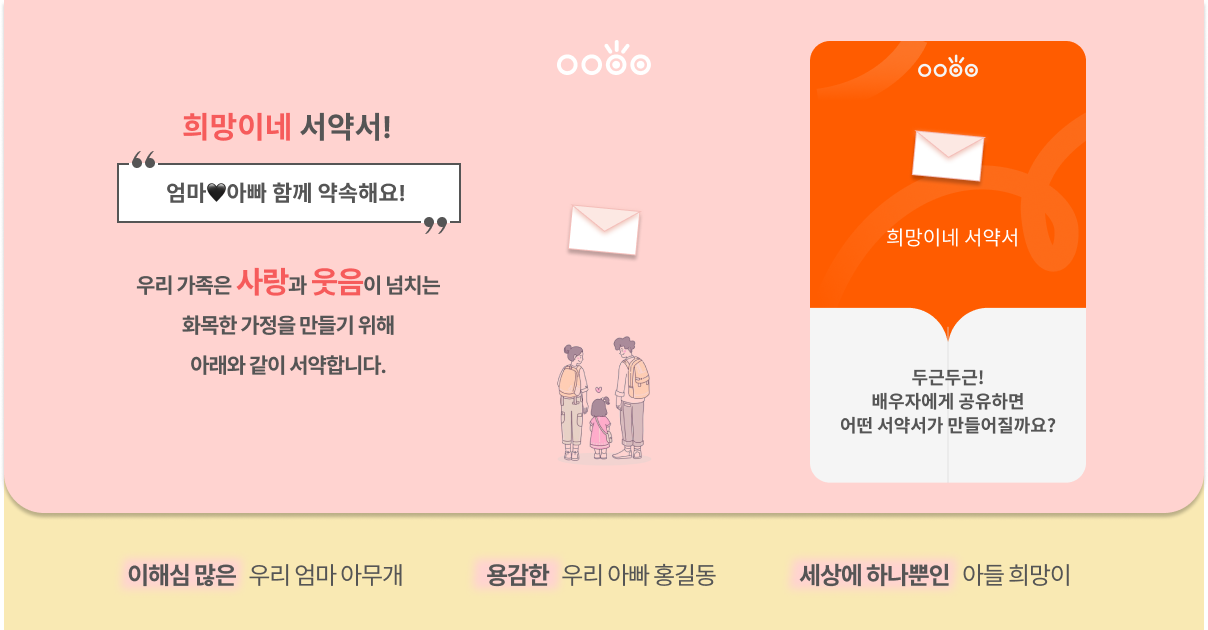 희망이네 서약서!
“엄마🖤아빠 함께 약속해요!”
우리 가족은 사랑과 웃음이 넘치는
화목한 가정을 만들기 위해
아래와 같이 서약합니다.
희망이네 서약서
두근두근!
배우자에게 공유하면
어떤 서약서가 만들어질까요?
이해심 많은 우리 엄마 아무개
용감한 우리 아빠 홍길동
세상에 하나뿐인 아들 희망이